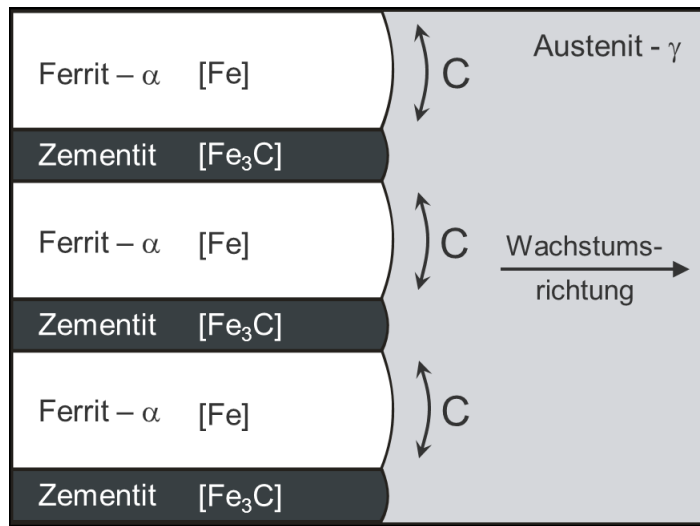 Ferrit – α [Fe]
C
Austenit - γ
Zementit [Fe₃C]
Ferrit – α [Fe]
C
Wachstums-
richtung
Zementit [Fe₃C]
Ferrit – α [Fe]
C
Zementit [Fe₃C]